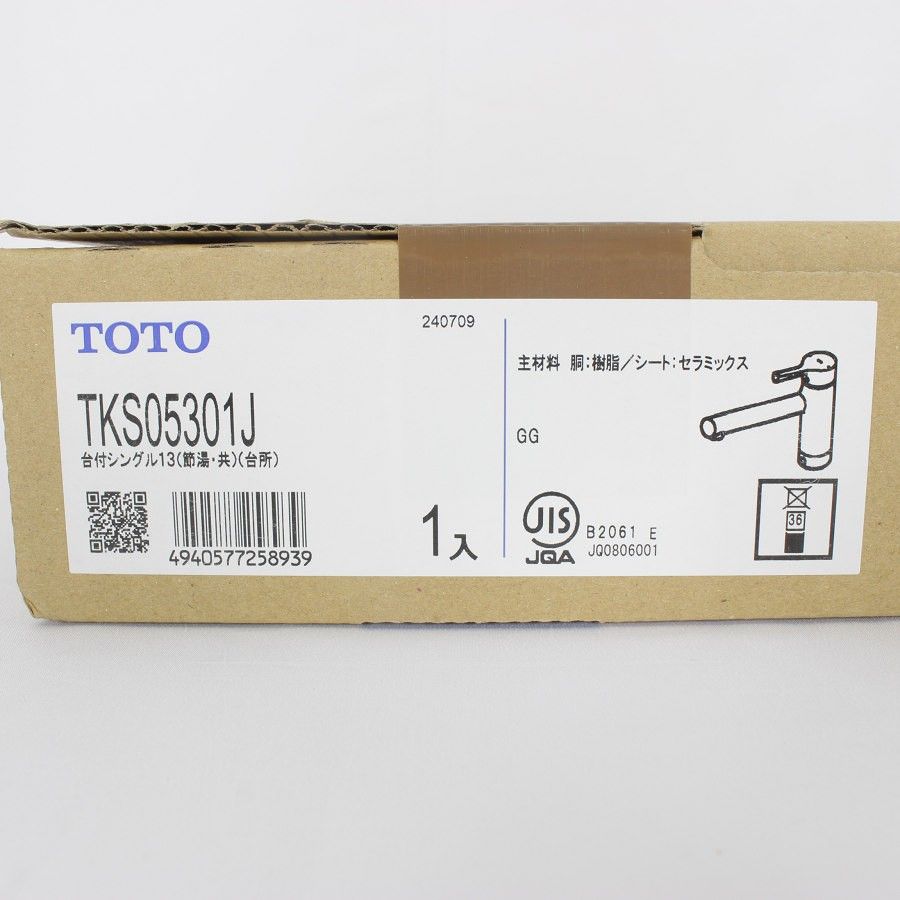 TOTO
240709
TKS05301J
台付シングル13(節湯・共)(台所)
4940577258939
1入
主材料 胴:樹脂/シート:セラミックス
GG
JIS
JQA
B2061 E
JQ0806001
36